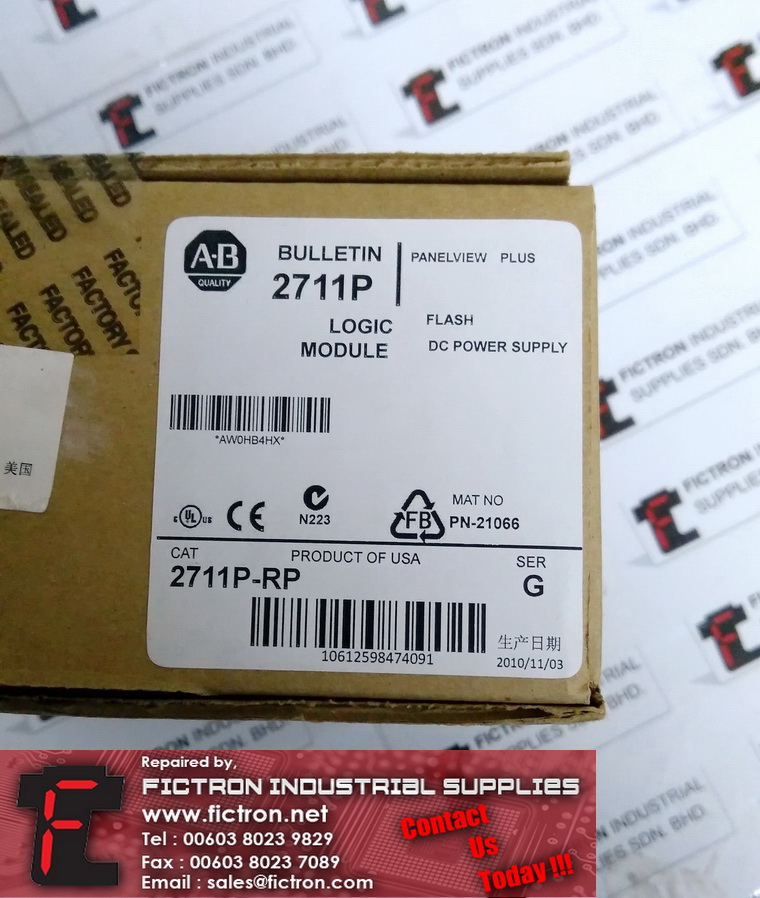 FICTRON INDUSTRIAL
SUPPLIES SDN. BHD.
FACTORY SEALED
A-B
QUALITY
BULLETIN
2711P
PANELVIEW PLUS
LOGIC
MODULE
FLASH
DC POWER SUPPLY
*AW0HB4HX*
美国
UL
C US
CE
N223
FB
MAT NO
PN-21066
CAT
PRODUCT OF USA
SER
2711P-RP
G
10612598474091
生产日期
2010/11/03
Repaired by,
FICTRON INDUSTRIAL SUPPLIES
www.fictron.net
Tel : 00603 8023 9829
Fax : 00603 8023 7089
Email : sales@fictron.com
Contact
Us
Today !!!